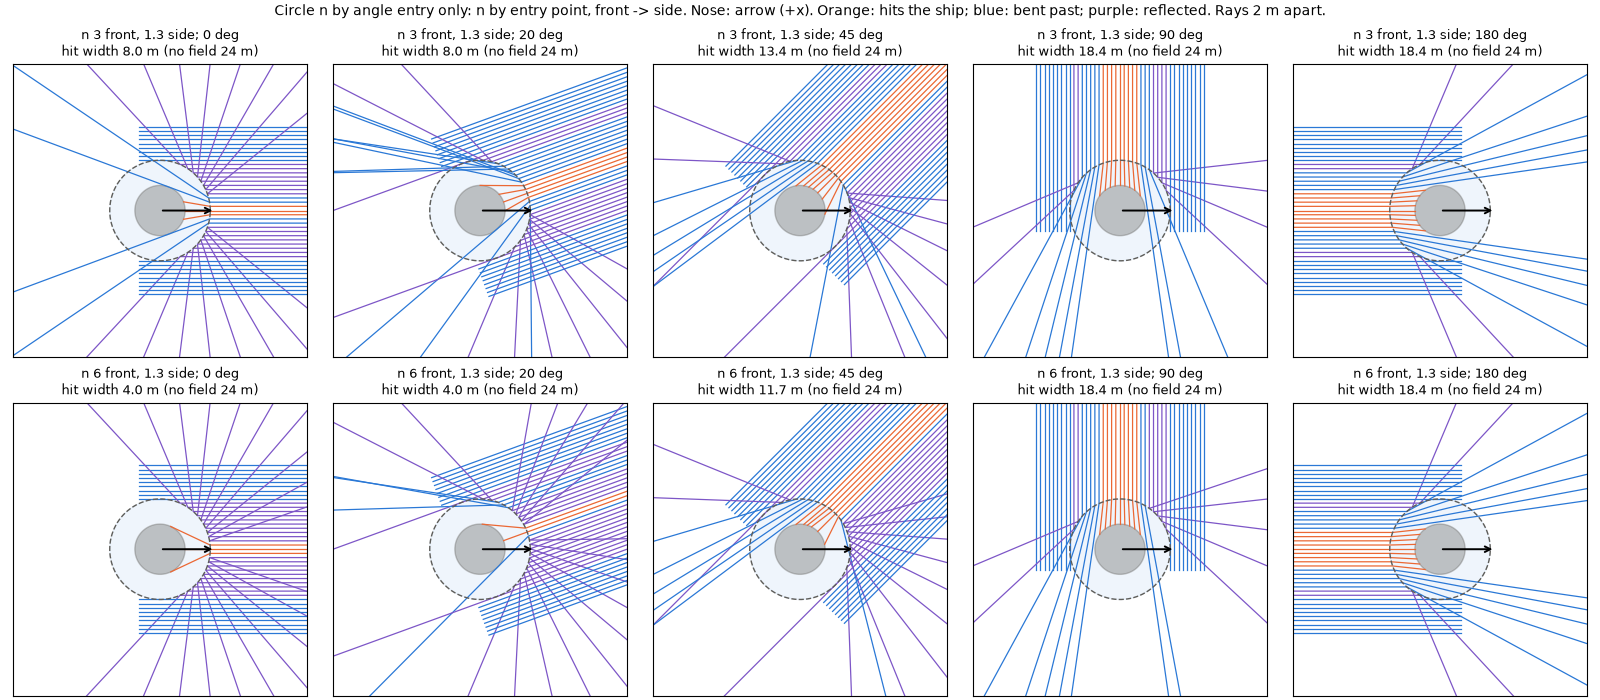 Circle n by angle entry only: n by entry point, front -> side. Nose: arrow (+x). Orange: hits the ship; blue: bent past; purple: reflected. Rays 2 m apart.
n 3 front, 1.3 side; 0 deg
hit width 8.0 m (no field 24 m)
n 3 front, 1.3 side; 20 deg
hit width 8.0 m (no field 24 m)
n 3 front, 1.3 side; 45 deg
hit width 13.4 m (no field 24 m)
n 3 front, 1.3 side; 90 deg
hit width 18.4 m (no field 24 m)
n 3 front, 1.3 side; 180 deg
hit width 18.4 m (no field 24 m)
n 6 front, 1.3 side; 0 deg
hit width 4.0 m (no field 24 m)
n 6 front, 1.3 side; 20 deg
hit width 4.0 m (no field 24 m)
n 6 front, 1.3 side; 45 deg
hit width 11.7 m (no field 24 m)
n 6 front, 1.3 side; 90 deg
hit width 18.4 m (no field 24 m)
n 6 front, 1.3 side; 180 deg
hit width 18.4 m (no field 24 m)